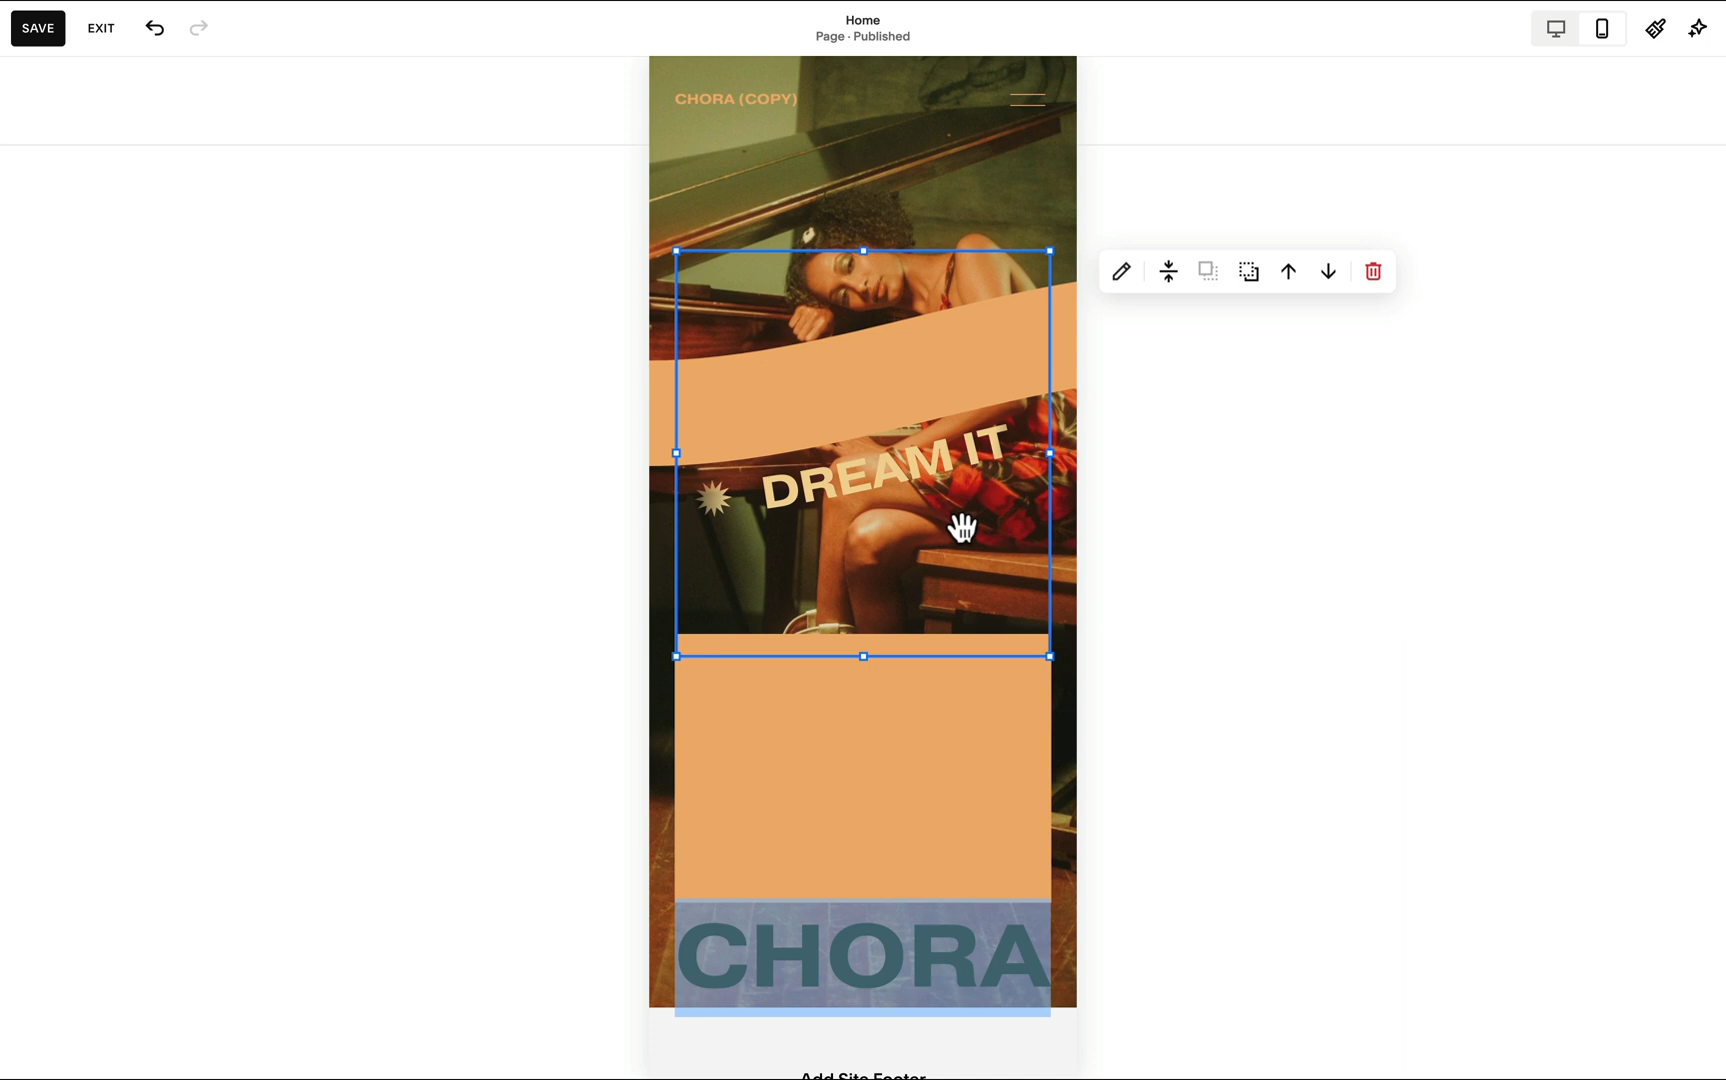 SAVE
EXIT
Home
Page · Published
CHORA (COPY)
DREAM IT
CHORA
Add Site Footer